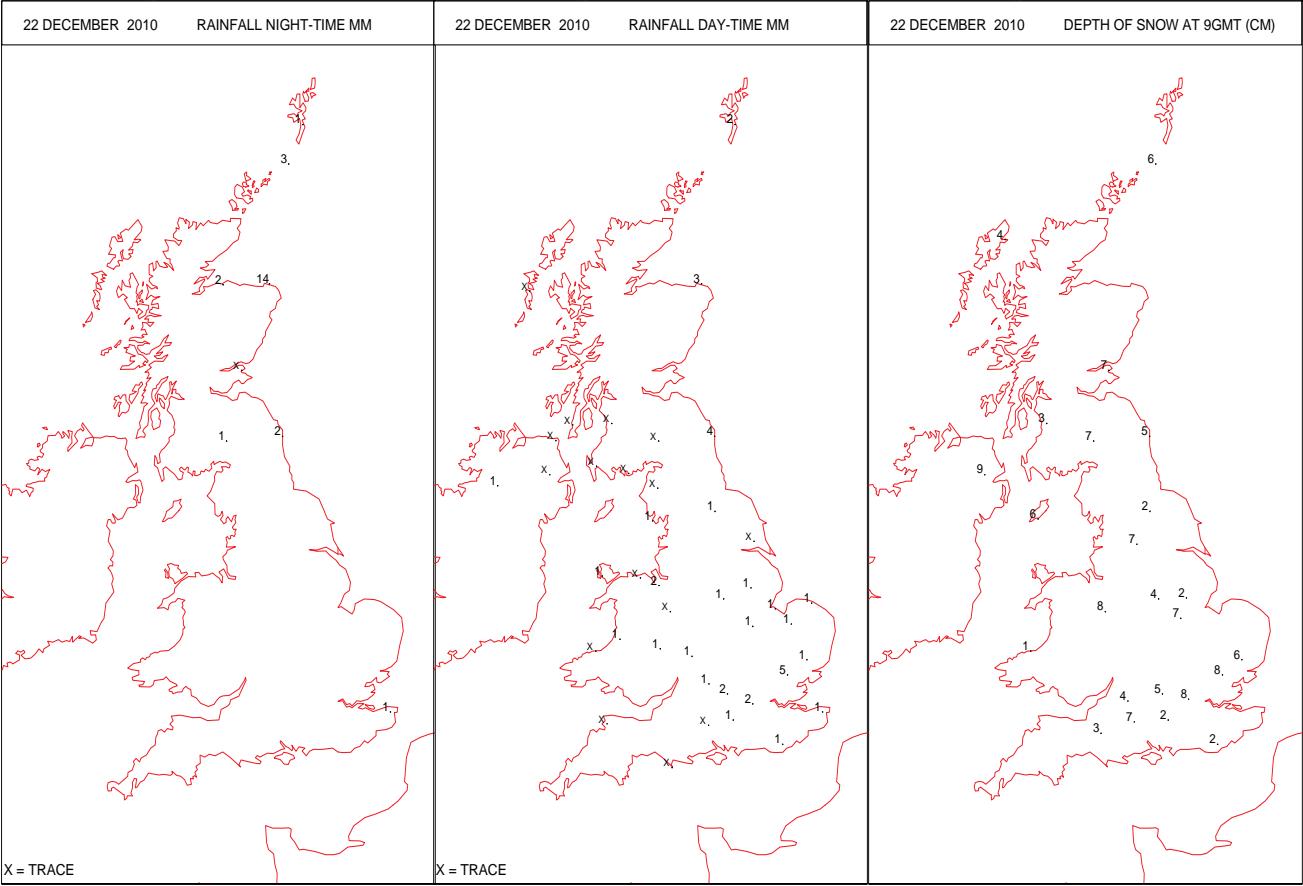 22 DECEMBER 2010 RAINFALL NIGHT-TIME MM
1.
3.
2. 14.
x.
1. 2.
1.
X = TRACE
22 DECEMBER 2010 RAINFALL DAY-TIME MM
2.
3.
x.
x. x.
x. x. 4.
x. x. x.
1. x.
1. 1.
x.
1. x. 2. 1.
x. 1. 1. 1.
1. 1.
1.
x. 1. 1. 1.
5.
1. 2. 2.
x. x. 1. 1.
1.
x.
X = TRACE
22 DECEMBER 2010 DEPTH OF SNOW AT 9GMT (CM)
6.
4.
7.
3. 7. 5.
9.
6. 2.
7.
8. 4. 2.
7.
1. 6.
8.
4. 5. 8.
3. 7. 2.
2.